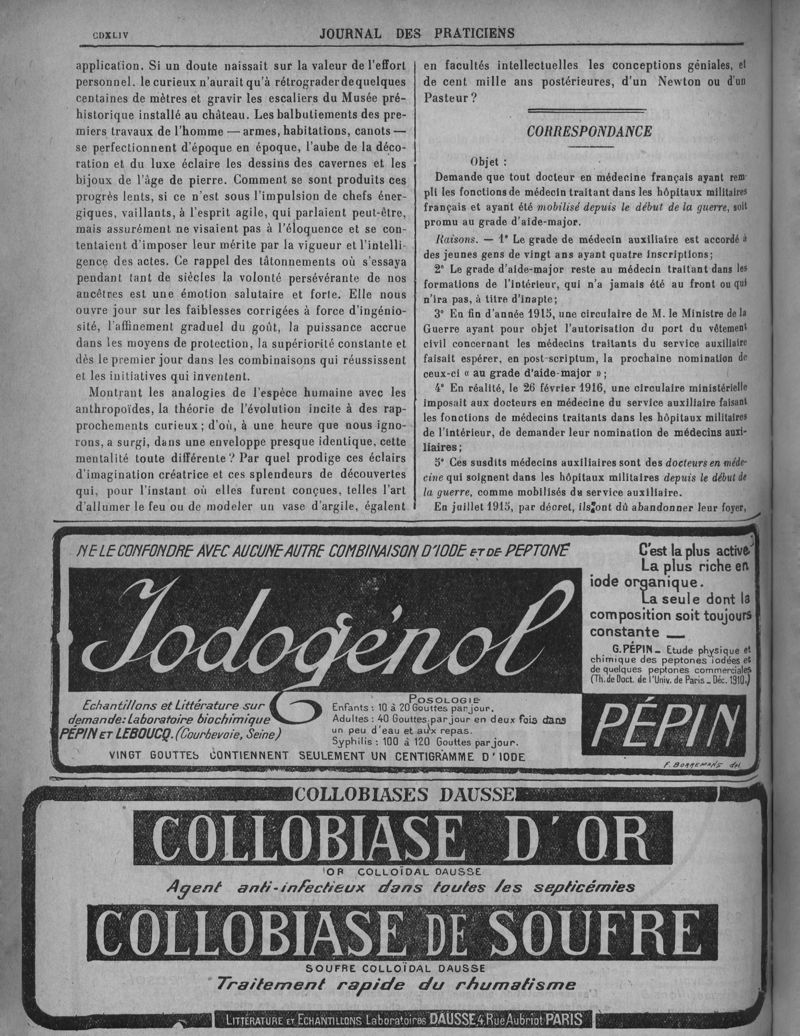 CDXLIV
JOURNAL DES PRATICIENS
application. Si un doute naissait sur la valeur de l'effort
personnel. le curieux n'aurait qu'à rétrograder de quelques
centaines de mètres et gravir les escaliers du Musée pré-
historique installé au château. Les balbutiements des pre-
miers travaux de l'homme — armes, habitations, canots —
se perfectionnent d'époque en époque, l'aube de la déco-
ration et du luxe éclaire les dessins des cavernes et les
bijoux de l'âge de pierre. Comment se sont produits ces
progrès lents, si ce n'est sous l'impulsion de chefs éner-
giques, vaillants, à l'esprit agile, qui parlaient peut-être,
mais assurément ne visaient pas à l'éloquence et se con-
tentaient d'imposer leur mérite par la vigueur et l'intelli-
gence des actes. Ce rappel des tâtonnements où s'essaya
pendant tant de siècles la volonté persévérante de nos
ancêtres est une émotion salutaire et forte. Elle nous
ouvre jour sur les faiblesses corrigées à force d'ingénio-
sité, l'affinement graduel du goût, la puissance accrue
dans les moyens de protection, la supériorité constante et
dès le premier jour dans les combinaisons qui réussissent
et les initiatives qui inventent.
Montrant les analogies de l'espèce humaine avec les
anthropoïdes, la théorie de l'évolution incite à des rap-
prochements curieux ; d'où, à une heure que nous igno-
rons, a surgi, dans une enveloppe presque identique, cette
mentalité toute différente ? Par quel prodige ces éclairs
d'imagination créatrice et ces splendeurs de découvertes
qui, pour l'instant où elles furent conçues, telles l'art
d'allumer le feu ou de modeler un vase d'argile, égalent
en facultés intellectuelles les conceptions géniales, et
de cent mille ans postérieures, d'un Newton ou d'un
Pasteur ?
CORRESPONDANCE
Objet :
Demande que tout docteur en médecine français ayant rem-
pli les fonctions de médecin traitant dans les hôpitaux militaires
français et ayant été mobilisé depuis le début de la guerre, soit
promu au grade d'aide-major.
Raisons. — 1° Le grade de médecin auxiliaire est accordé à
des jeunes gens de vingt ans ayant quatre inscriptions ;
2° Le grade d'aide-major reste au médecin traitant dans les
formations de l'intérieur, qui n'a jamais été au front ou qui
n'ira pas, à titre d'inapte ;
3° En fin d'année 1915, une circulaire de M. le Ministre de la
Guerre ayant pour objet l'autorisation du port du vêtement
civil concernant les médecins traitants du service auxiliaire
faisait espérer, en post-scriptum, la prochaine nomination de
ceux-ci « au grade d'aide-major » ;
4° En réalité, le 26 février 1916, une circulaire ministérielle
imposait aux docteurs en médecine du service auxiliaire faisant
les fonctions de médecins traitants dans les hôpitaux militaires
de l'intérieur, de demander leur nomination de médecins auxi-
liaires ;
5° Ces susdits médecins auxiliaires sont des docteurs en méde-
cine qui soignent dans les hôpitaux militaires depuis le début de
la guerre, comme mobilisés du service auxiliaire.
En juillet 1915, par décret, ils ont dû abandonner leur foyer,
NE LE CONFONDRE AVEC AUCUNE AUTRE COMBINAISON D'IODE ET DE PEPTONE
Iodogénol
Echantillons et Littérature sur
demande: Laboratoire biochimique
PÉPIN ET LEBOUCQ. (Courbevoie, Seine)
POSOLOGIE
Enfants : 10 à 20 Gouttes par jour.
Adultes : 40 Gouttes par jour en deux fois dans
un peu d'eau et aux repas.
Syphilis : 100 à 120 Gouttes par jour.
VINGT GOUTTES CONTIENNENT SEULEMENT UN CENTIGRAMME D'IODE
C'est la plus active
La plus riche en
iode organique.
La seule dont la
composition soit toujours
constante —
G. PÉPIN _ Etude physique et
chimique des peptones iodées et
de quelques peptones commerciales
(Th. de Doct. de l'Univ. de Paris _ Déc. 1910.)
PÉPIN
COLLOBIASES DAUSSE
COLLOBIASE D'OR
OR COLLOÏDAL DAUSSE
Agent anti-infectieux dans toutes les septicémies
COLLOBIASE DE SOUFRE
SOUFRE COLLOÏDAL DAUSSE
Traitement rapide du rhumatisme
LITTÉRATURE ET ECHANTILLONS Laboratoires DAUSSE, 4, Rue Aubriot PARIS